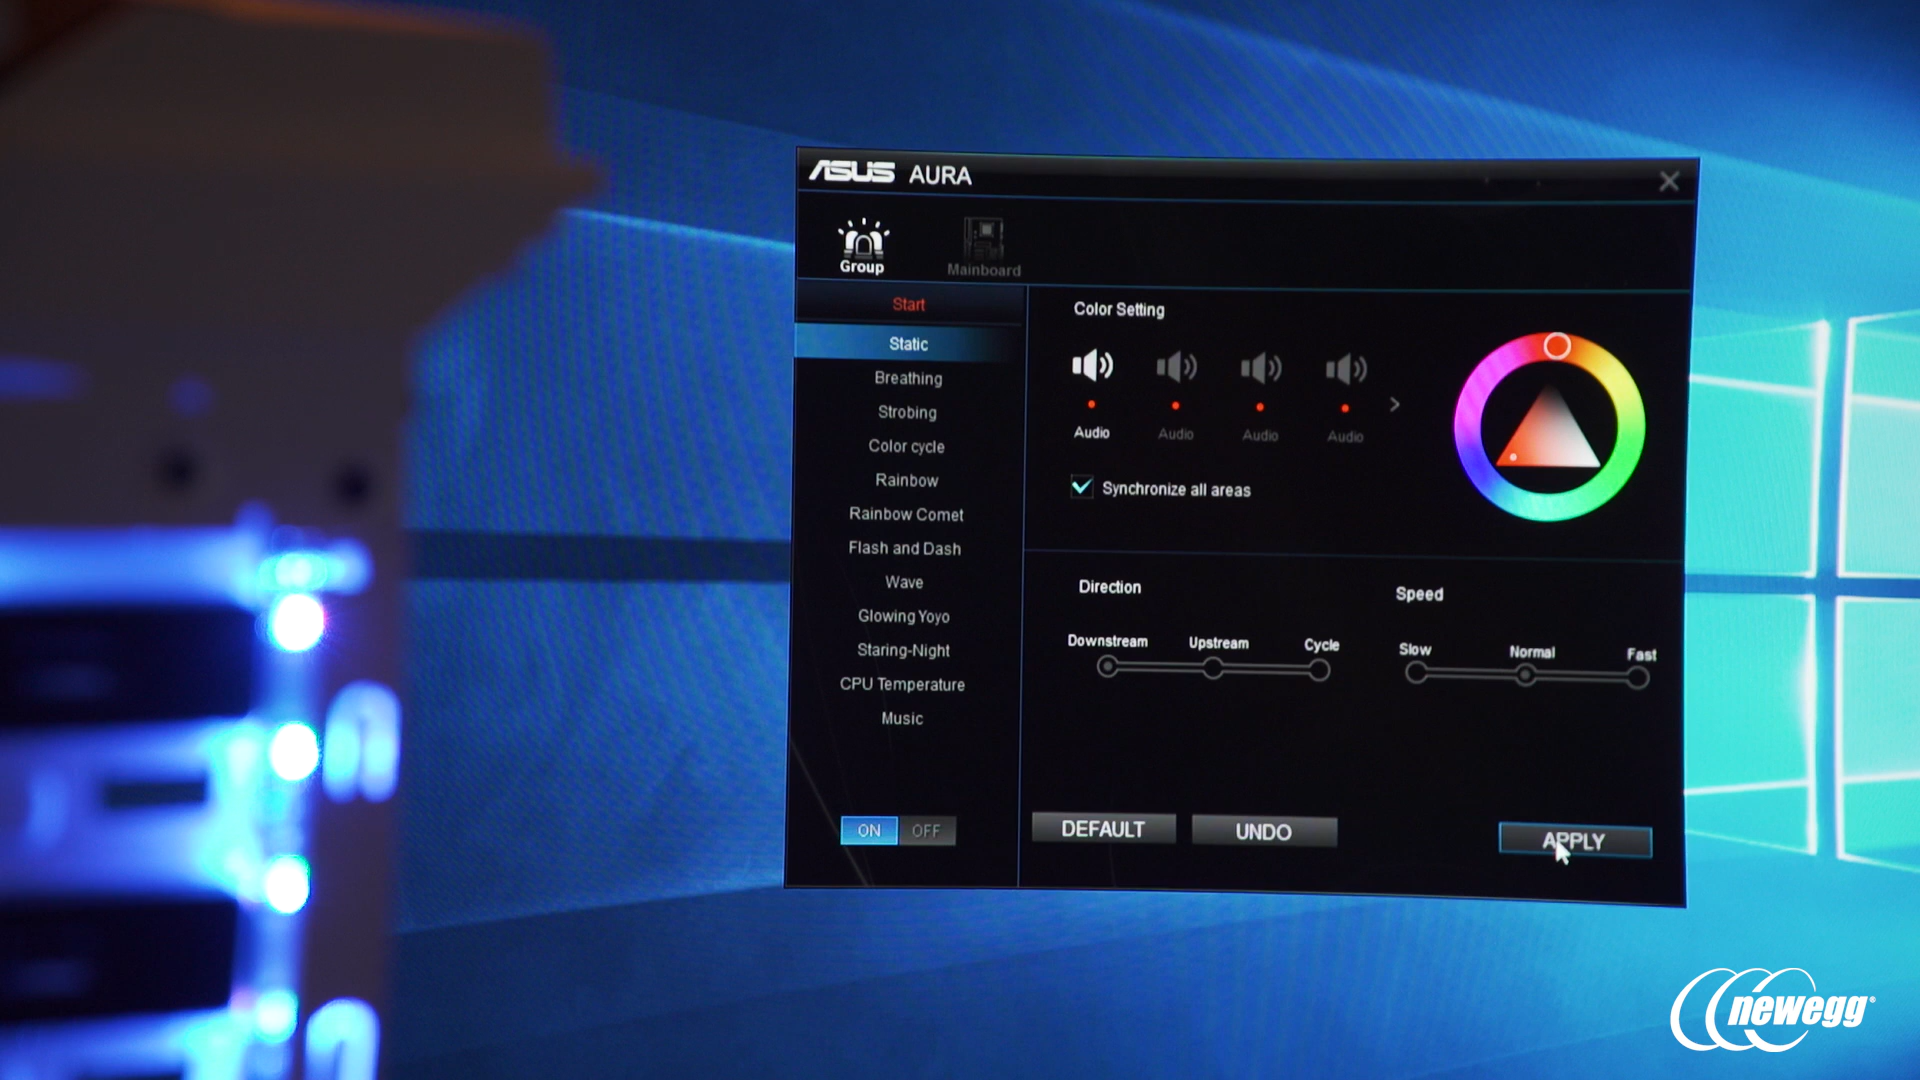 ASUS AURA
Group
Mainboard
Start
Static
Breathing
Strobing
Color cycle
Rainbow
Rainbow Comet
Flash and Dash
Wave
Glowing Yoyo
Staring-Night
CPU Temperature
Music
ON OFF
Color Setting
Audio Audio Audio Audio
Synchronize all areas
Direction
Downstream Upstream Cycle
Speed
Slow Normal Fast
DEFAULT UNDO APPLY
newegg®